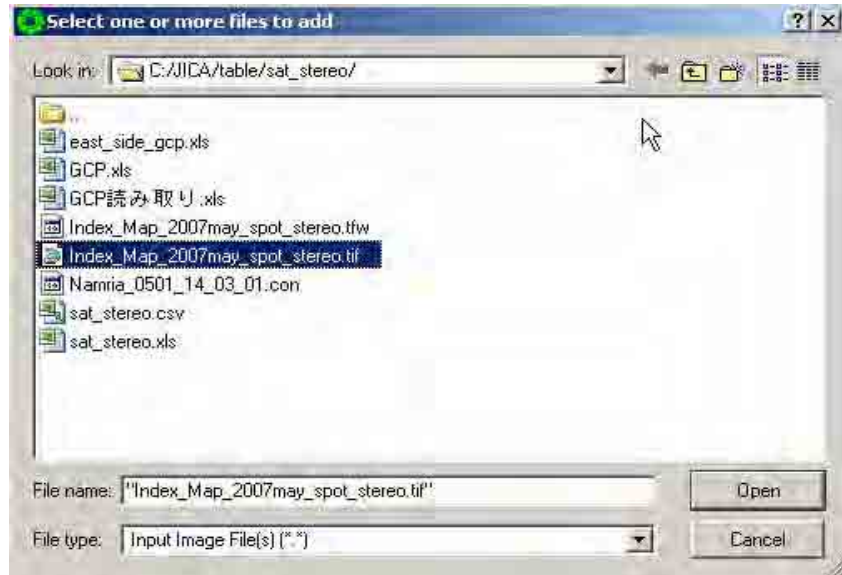 Select one or more files to add
Look in: C:/JICA/table/sat_stereo/
..
east_side_gcp.xls
GCP.xls
GCP読み取り.xls
Index_Map_2007may_spot_stereo.tfw
Index_Map_2007may_spot_stereo.tif
Namria_0501_14_03_01.con
sat_stereo.csv
sat_stereo.xls
File name: "Index_Map_2007may_spot_stereo.tif" Open
File type: Input Image File(s) (*.*) Cancel